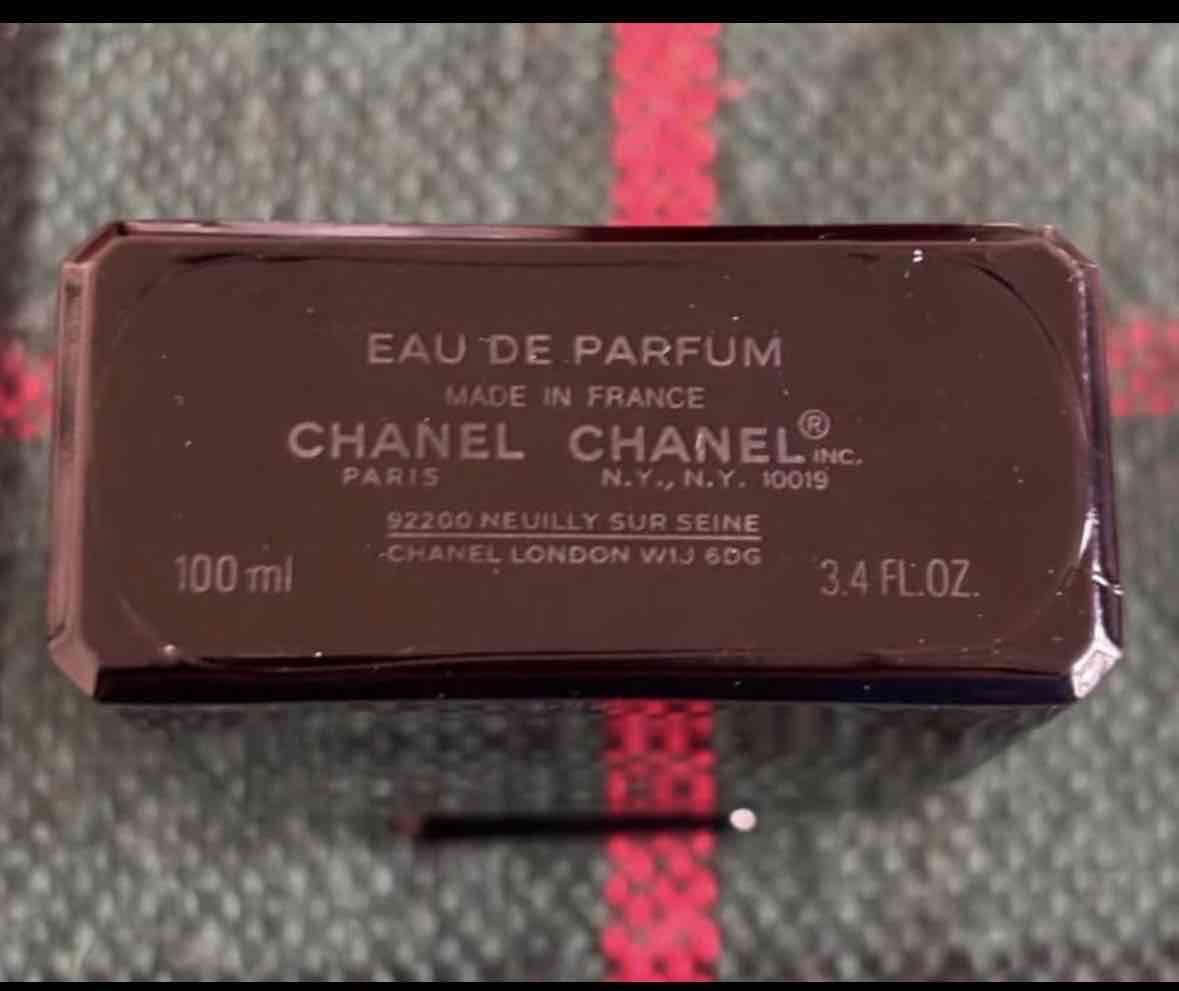 EAU DE PARFUM
MADE IN FRANCE
CHANEL CHANEL® INC.
PARIS N.Y., N.Y. 10019
92200 NEUILLY SUR SEINE
CHANEL LONDON W1J 6DG
100 ml 3.4 FL.OZ.